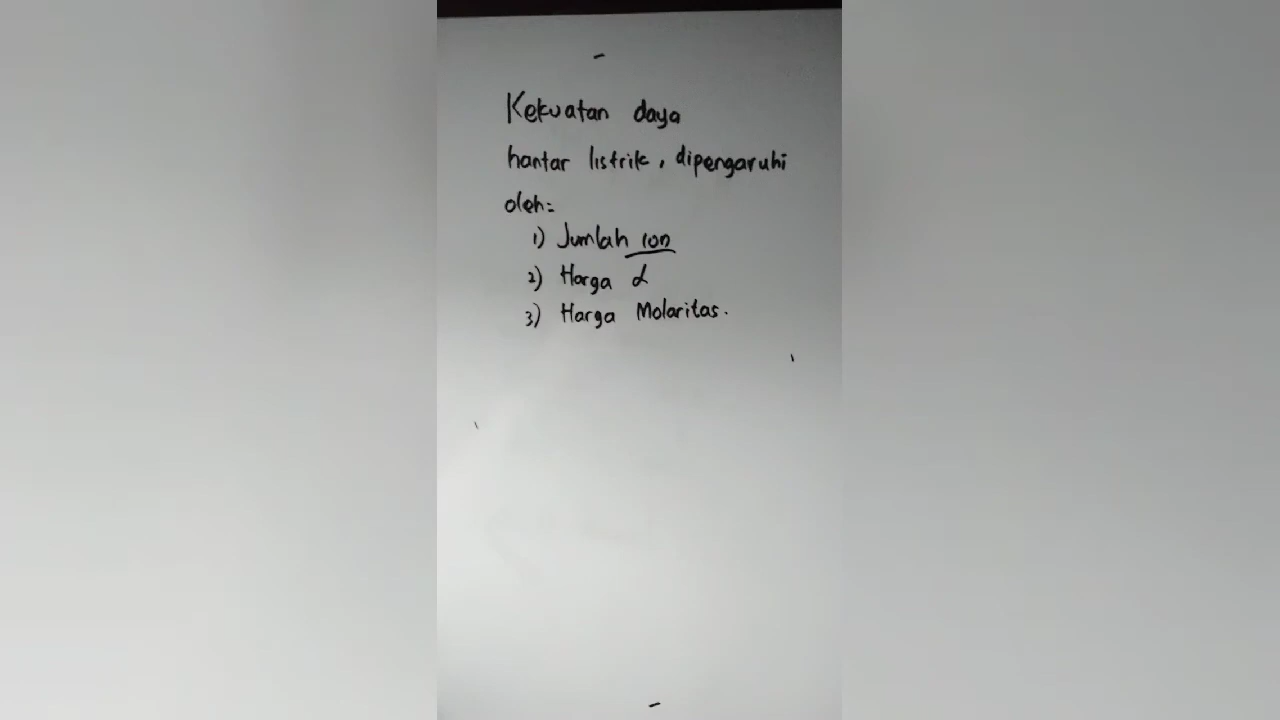 Kekuatan daya
hantar listrik, dipengaruhi
oleh:
1) Jumlah ion
2) Harga α
3) Harga Molaritas.